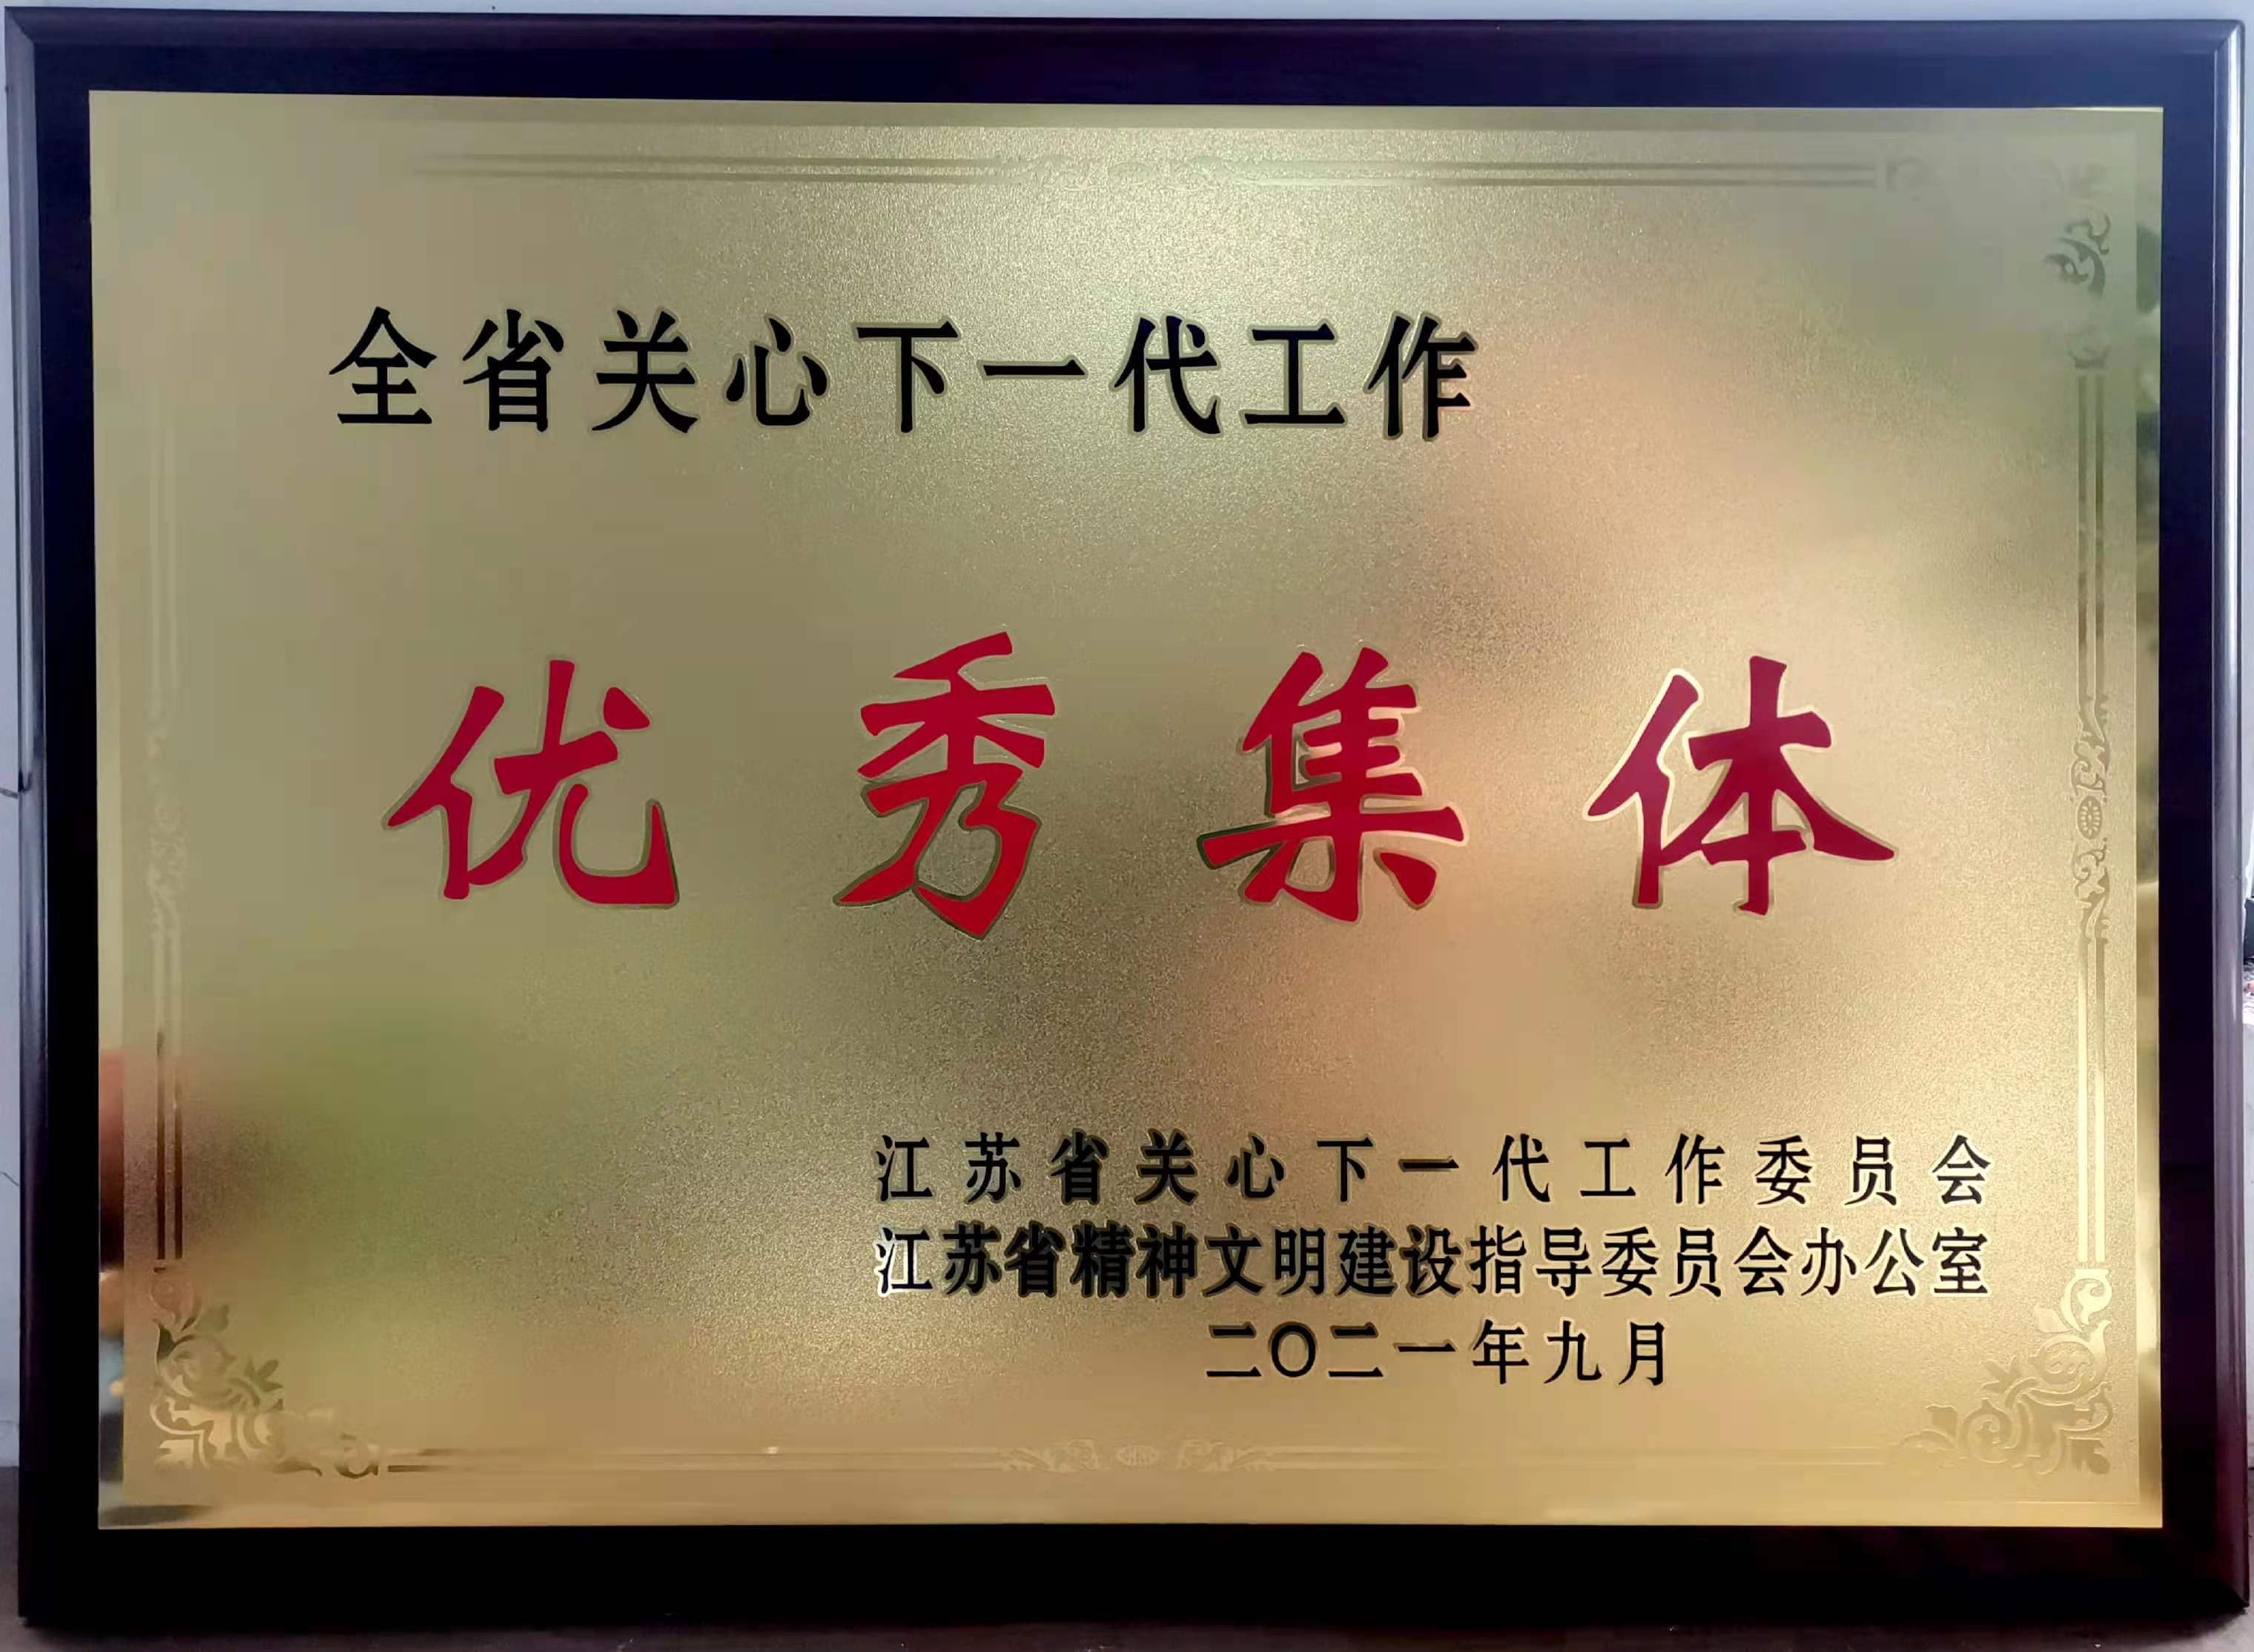 全省关心下一代工作
优秀集体
江苏省关心下一代工作委员会
江苏省精神文明建设指导委员会办公室
二〇二一年九月